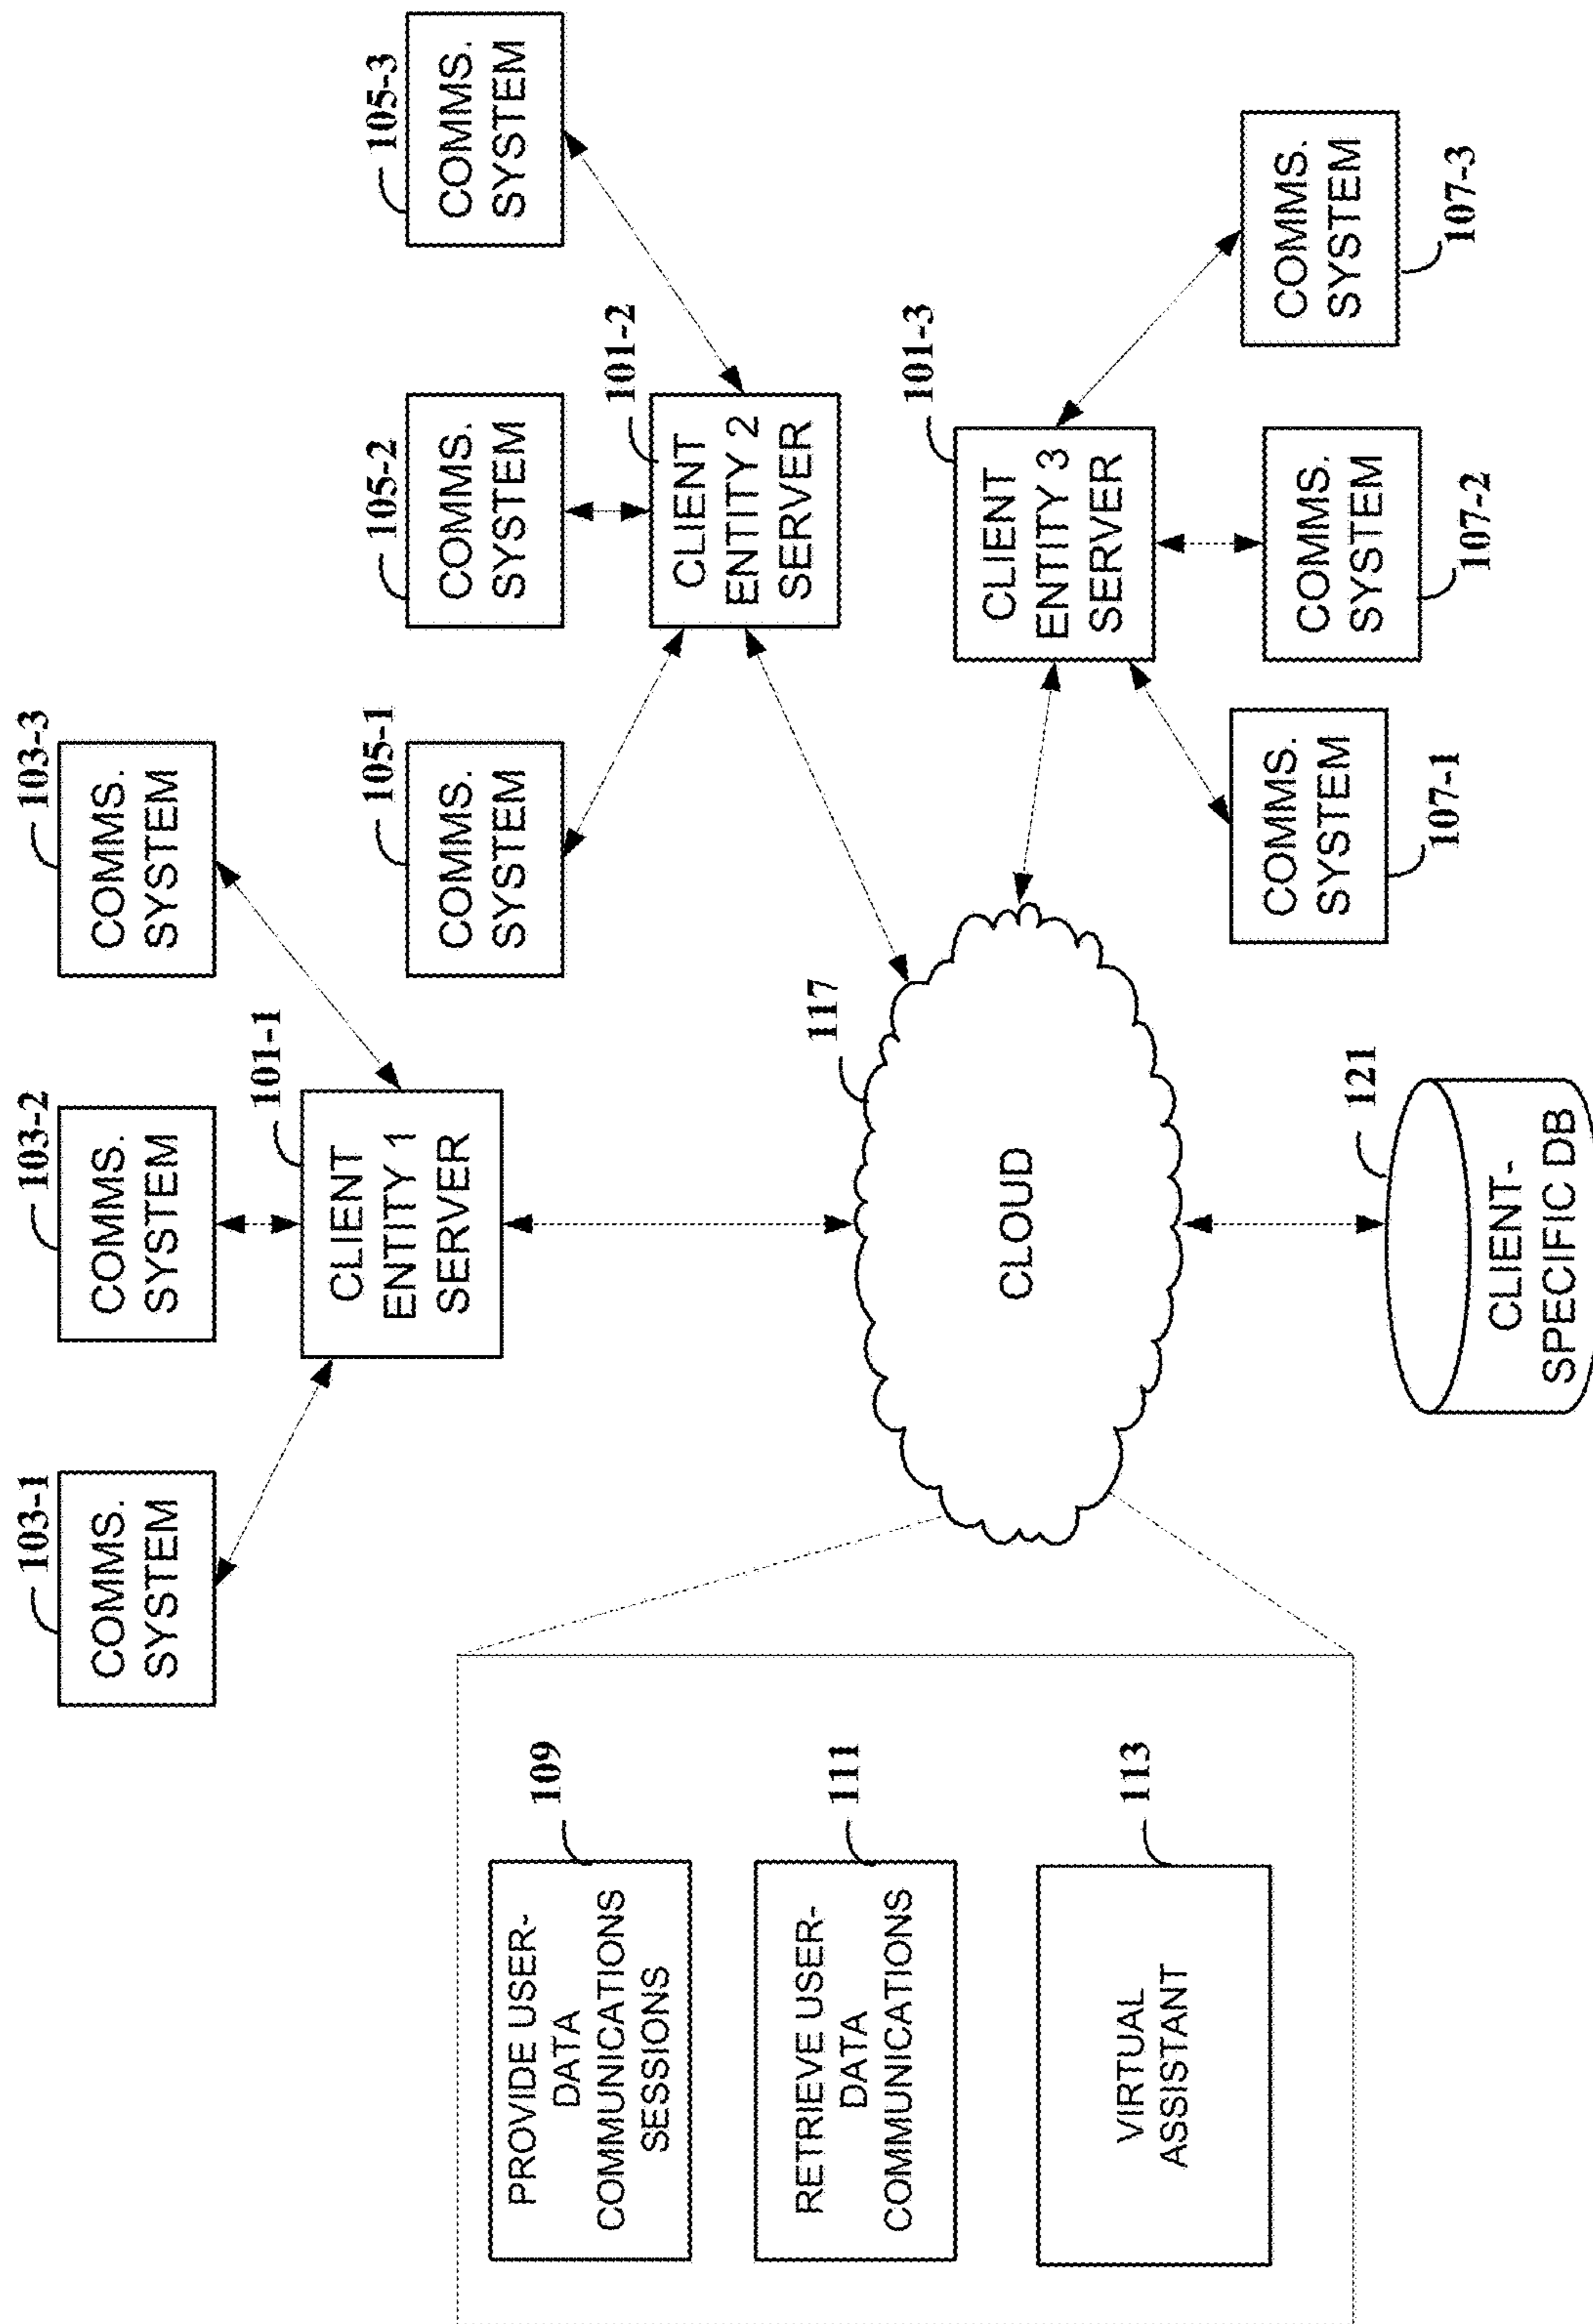 103-1
COMMS.
SYSTEM
103-2
COMMS.
SYSTEM
103-3
COMMS.
SYSTEM
101-1
CLIENT
ENTITY 1
SERVER
105-1
COMMS.
SYSTEM
105-2
COMMS.
SYSTEM
105-3
COMMS.
SYSTEM
101-2
CLIENT
ENTITY 2
SERVER
109
PROVIDE USER-
DATA
COMMUNICATIONS
SESSIONS
111
RETRIEVE USER-
DATA
COMMUNICATIONS
113
VIRTUAL
ASSISTANT
117
CLOUD
101-3
CLIENT
ENTITY 3
SERVER
107-1
COMMS.
SYSTEM
107-2
COMMS.
SYSTEM
107-3
COMMS.
SYSTEM
121
CLIENT-
SPECIFIC DB